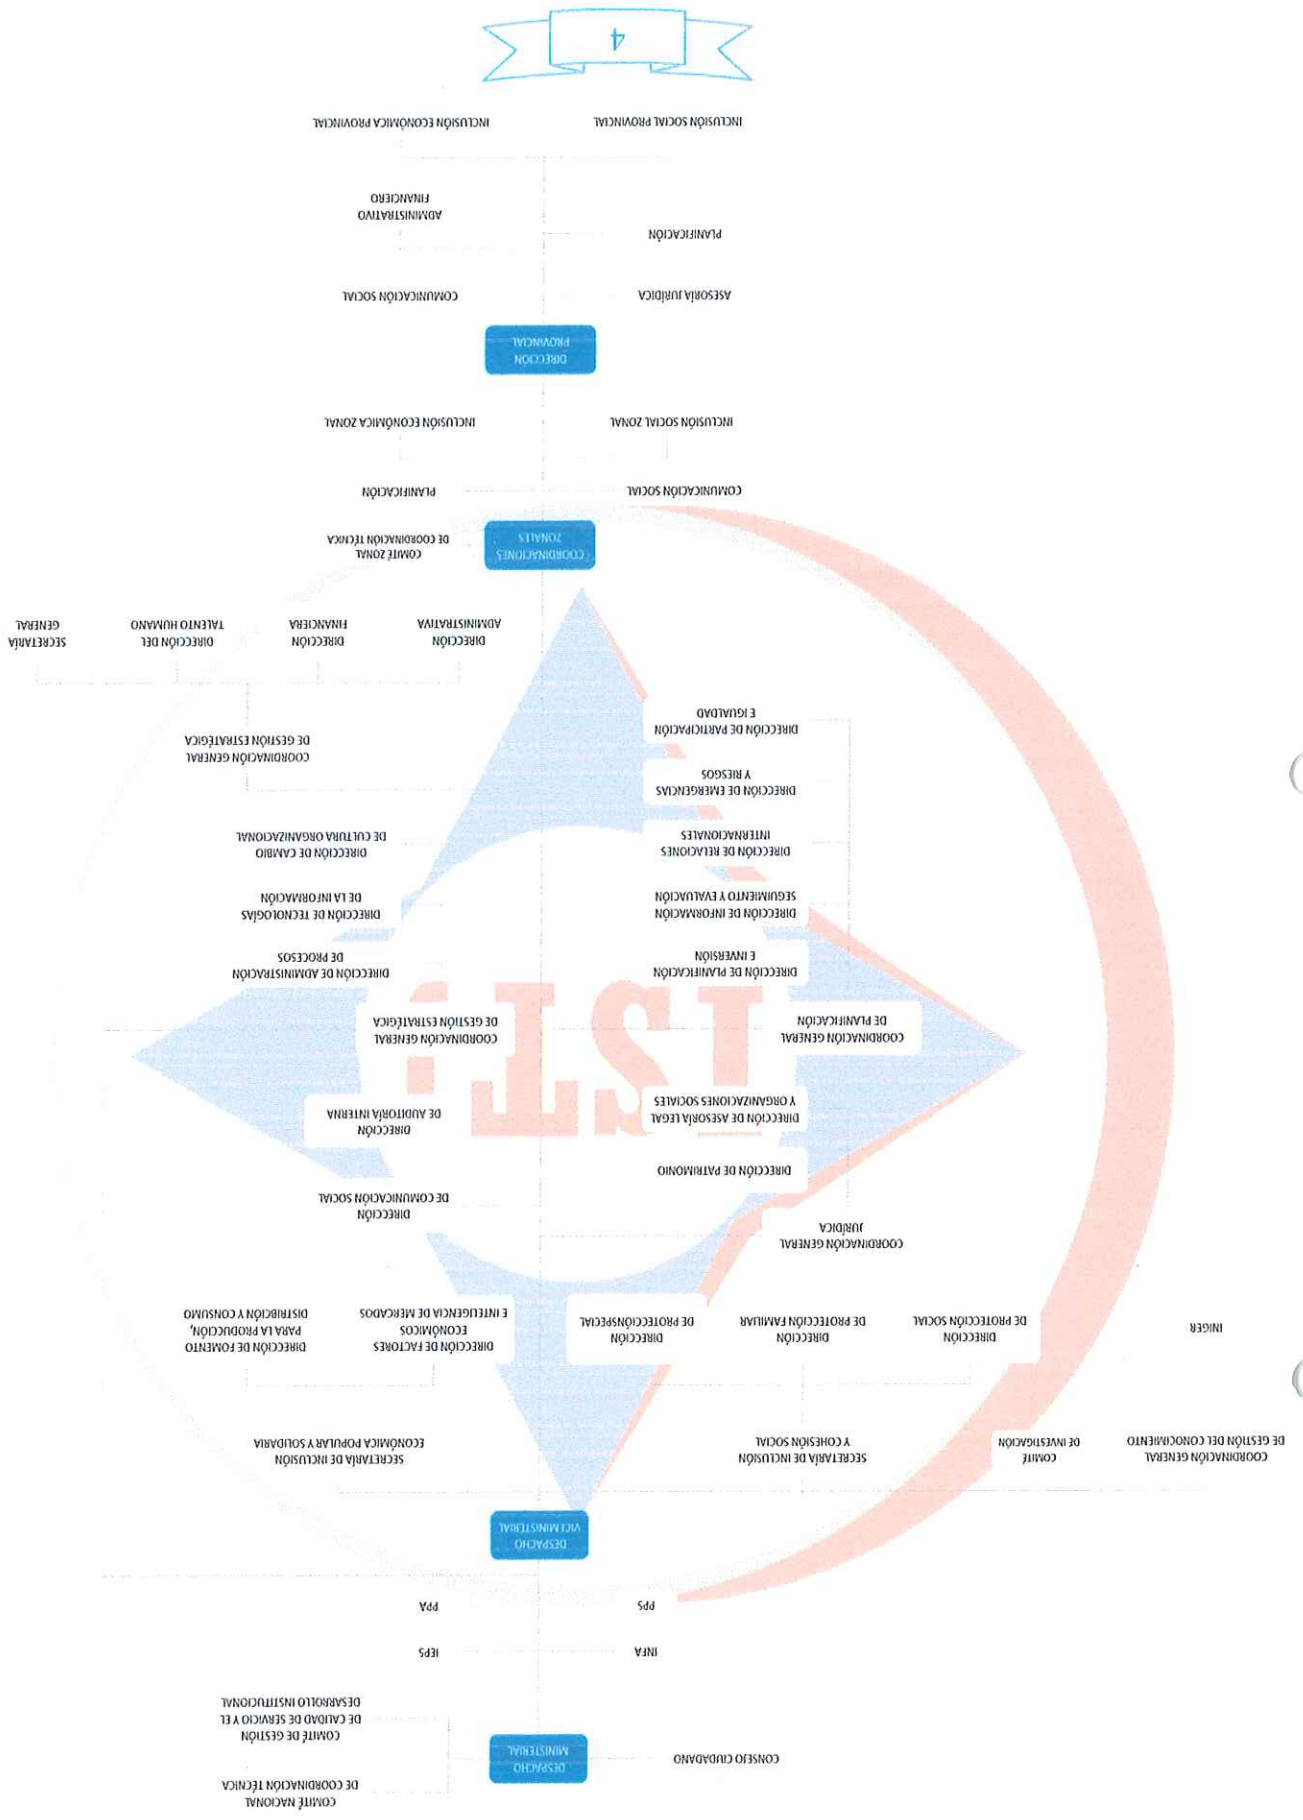 COMITÉ NACIONAL
DE COORDINACIÓN TÉCNICA
CONSEJO CIUDADANO
DESPACHO
MINISTERIAL
COMITÉ DE GESTIÓN
DE CALIDAD DE SERVICIO Y EL
DESARROLLO INSTITUCIONAL
INFA
IEPS
PPS
PPA
DESPACHO
VICEMINISTERIAL
COORDINACIÓN GENERAL
DE GESTIÓN DEL CONOCIMIENTO
COMITÉ
DE INVESTIGACIÓN
SECRETARÍA DE INCLUSIÓN
Y COHESIÓN SOCIAL
SECRETARÍA DE INCLUSIÓN
ECONÓMICA POPULAR Y SOLIDARIA
INIGER
DIRECCIÓN
DE PROTECCIÓN SOCIAL
DIRECCIÓN
DE PROTECCIÓN FAMILIAR
DIRECCIÓN
DE PROTECCIÓNSPECIAL
DIRECCIÓN DE FACTORES
ECONÓMICOS
E INTELIGENCIA DE MERCADOS
DIRECCIÓN DE FOMENTO
PARA LA PRODUCCIÓN,
DISTRIBCIÓN Y CONSUMO
COORDINACIÓN GENERAL
JURÍDICA
DIRECCIÓN
DE COMUNICACIÓN SOCIAL
DIRECCIÓN DE PATRIMONIO
DIRECCIÓN DE ASESORÍA LEGAL
Y ORGANIZACIONES SOCIALES
DIRECCIÓN
DE AUDITORÍA INTERNA
COORDINACIÓN GENERAL
DE PLANIFICACIÓN
COORDINACIÓN GENERAL
DE GESTIÓN ESTRATÉGICA
DIRECCIÓN DE PLANIFICACIÓN
E INVERSIÓN
DIRECCIÓN DE ADMINISTRACIÓN
DE PROCESOS
DIRECCIÓN DE INFORMACIÓN
SEGUIMIENTO Y EVALUACIÓN
DIRECCIÓN DE TECNOLOGÍAS
DE LA INFORMACIÓN
DIRECCIÓN DE RELACIONES
INTERNACIONALES
DIRECCIÓN DE CAMBIO
DE CULTURA ORGANIZACIONAL
DIRECCIÓN DE EMERGENCIAS
Y RIESGOS
DIRECCIÓN DE PARTICIPACIÓN
E IGUALDAD
COORDINACIÓN GENERAL
DE GESTIÓN ESTRATÉGICA
DIRECCIÓN
ADMINISTRATIVA
DIRECCIÓN
FINANCIERA
DIRECCIÓN DEL
TALENTO HUMANO
SECRETARÍA
GENERAL
COORDINACIONES
ZONALES
COMITÉ ZONAL
DE COORDINACIÓN TÉCNICA
COMUNICACIÓN SOCIAL
PLANIFICACIÓN
INCLUSIÓN SOCIAL ZONAL
INCLUSIÓN ECONÓMICA ZONAL
DIRECCIÓN
PROVINCIAL
ASESORÍA JURÍDICA
COMUNICACIÓN SOCIAL
PLANIFICACIÓN
ADMINISTRATIVO
FINANCIERO
INCLUSIÓN SOCIAL PROVINCIAL
INCLUSIÓN ECONÓMICA PROVINCIAL
4